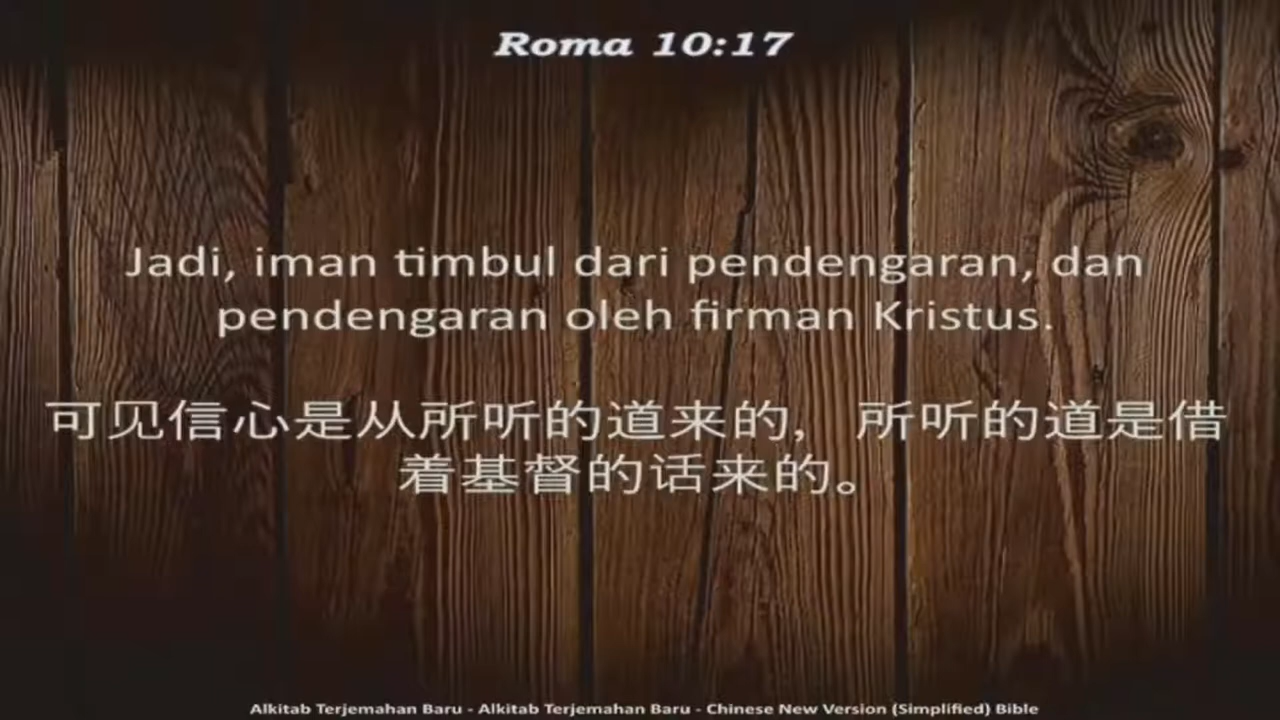 Roma 10:17
Jadi, iman timbul dari pendengaran, dan
pendengaran oleh firman Kristus.
可见信心是从所听的道来的， 所听的道是借
着基督的话来的。
Alkitab Terjemahan Baru - Alkitab Terjemahan Baru - Chinese New Version (Simplified) Bible